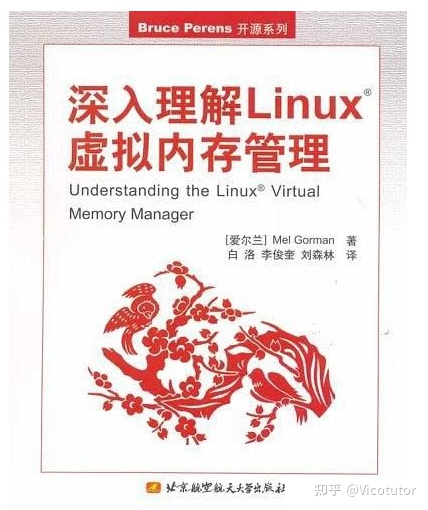 Bruce Perens 开源系列
深入理解Linux®
虚拟内存管理
Understanding the Linux® Virtual
Memory Manager
[爱尔兰] Mel Gorman 著
白 洛 李俊奎 刘森林 译
北京航空航天大学出版社
知乎 @Vicotutor